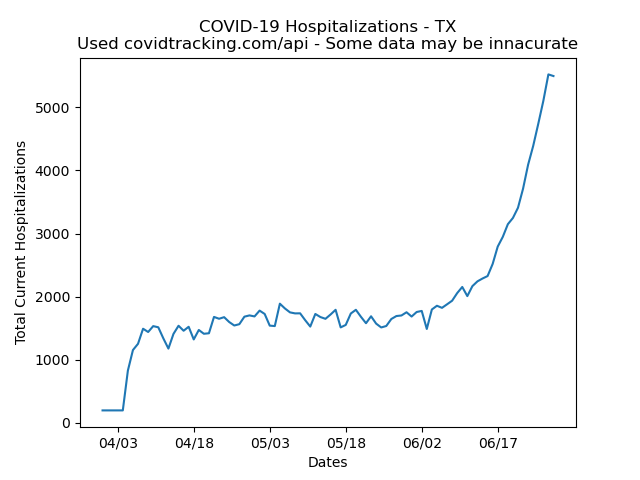 COVID-19 Hospitalizations - TX
Used covidtracking.com/api - Some data may be innacurate
Total Current Hospitalizations
5000
4000
3000
2000
1000
0
04/03 04/18 05/03 05/18 06/02 06/17
Dates